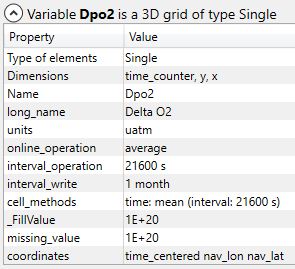 Variable Dpo2 is a 3D grid of type Single
Property Value
Type of elements Single
Dimensions time_counter, y, x
Name Dpo2
long_name Delta O2
units uatm
online_operation average
interval_operation 21600 s
interval_write 1 month
cell_methods time: mean (interval: 21600 s)
_FillValue 1E+20
missing_value 1E+20
coordinates time_centered nav_lon nav_lat